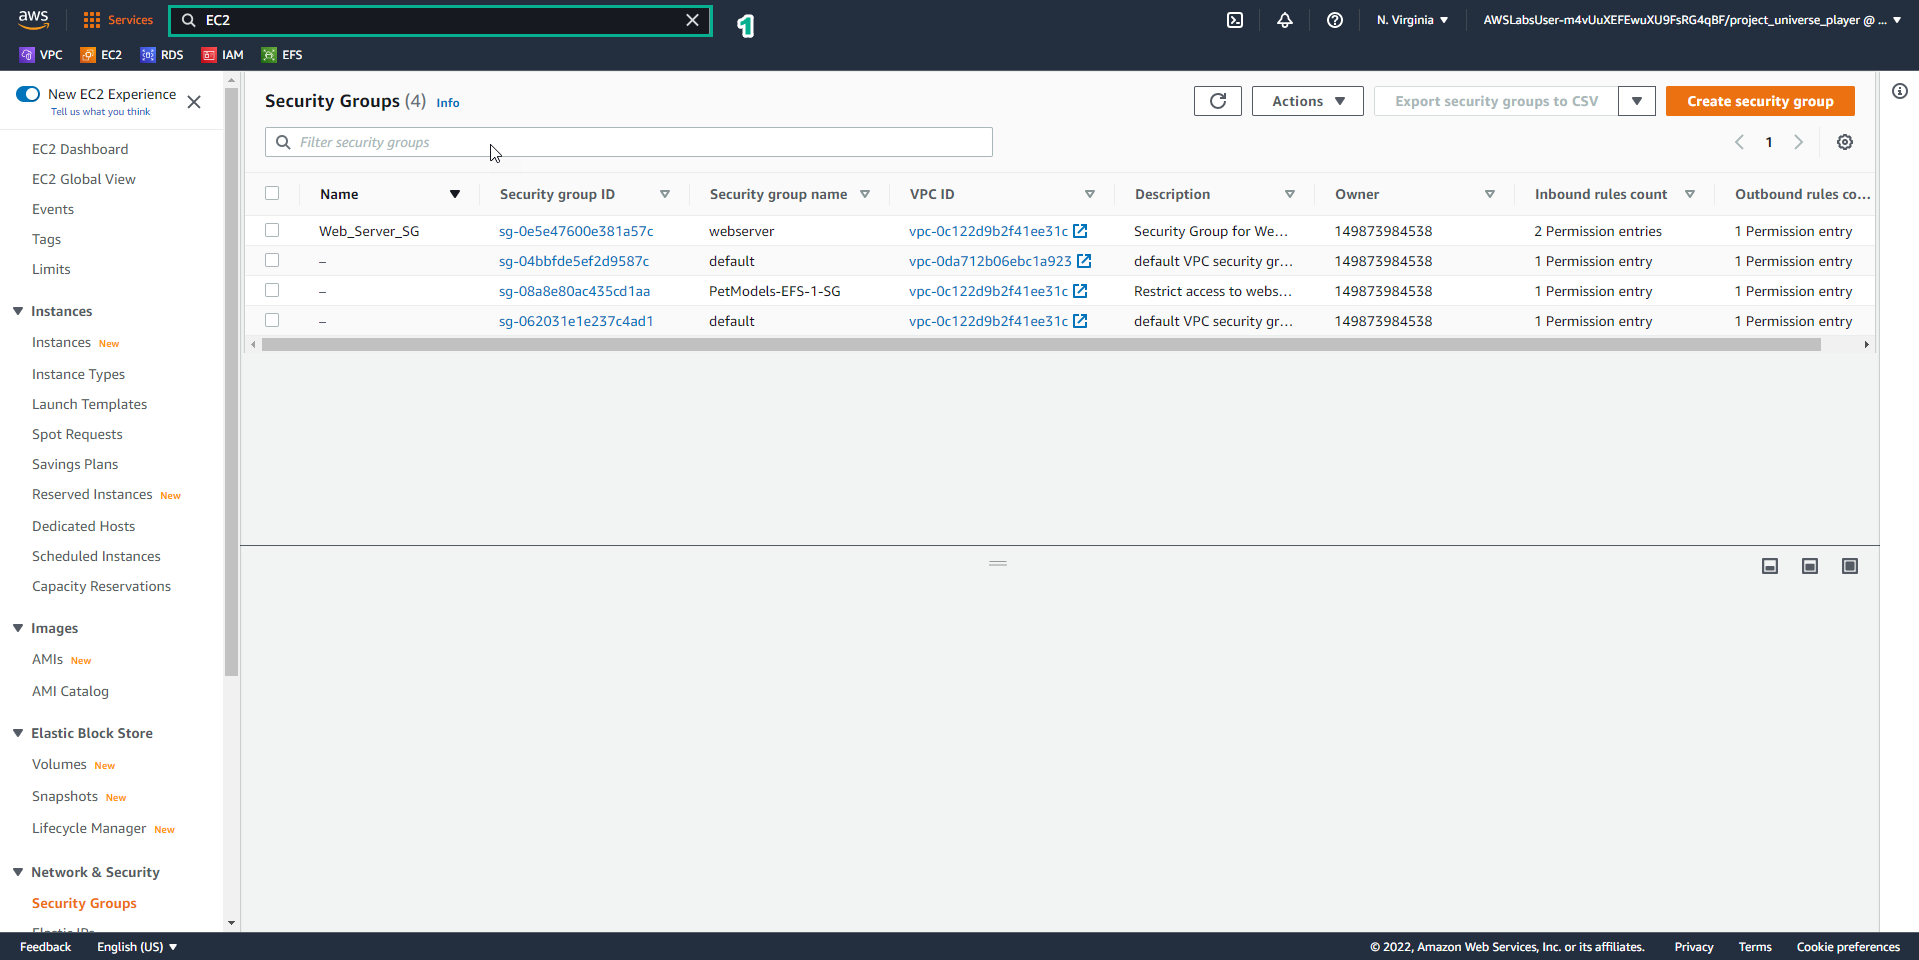 aws
Services
EC2
1
N. Virginia
AWSLabsUser-m4vUuXEFEwuXU9FsRG4qBF/project_universe_player @ ...
VPC
EC2
RDS
IAM
EFS
New EC2 Experience
Tell us what you think
EC2 Dashboard
EC2 Global View
Events
Tags
Limits
Instances
Instances New
Instance Types
Launch Templates
Spot Requests
Savings Plans
Reserved Instances New
Dedicated Hosts
Scheduled Instances
Capacity Reservations
Images
AMIs New
AMI Catalog
Elastic Block Store
Volumes New
Snapshots New
Lifecycle Manager New
Network & Security
Security Groups
Elastic IPs
Security Groups (4) Info
Actions
Export security groups to CSV
Create security group
Filter security groups
1
Name Security group ID Security group name VPC ID Description Owner Inbound rules count Outbound rules co...
Web_Server_SG sg-0e5e47600e381a57c webserver vpc-0c122d9b2f41ee31c Security Group for We... 149873984538 2 Permission entries 1 Permission entry
– sg-04bbfde5ef2d9587c default vpc-0da712b06ebc1a923 default VPC security gr... 149873984538 1 Permission entry 1 Permission entry
– sg-08a8e80ac435cd1aa PetModels-EFS-1-SG vpc-0c122d9b2f41ee31c Restrict access to webs... 149873984538 1 Permission entry 1 Permission entry
– sg-062031e1e237c4ad1 default vpc-0c122d9b2f41ee31c default VPC security gr... 149873984538 1 Permission entry 1 Permission entry
Feedback
English (US)
© 2022, Amazon Web Services, Inc. or its affiliates.
Privacy
Terms
Cookie preferences